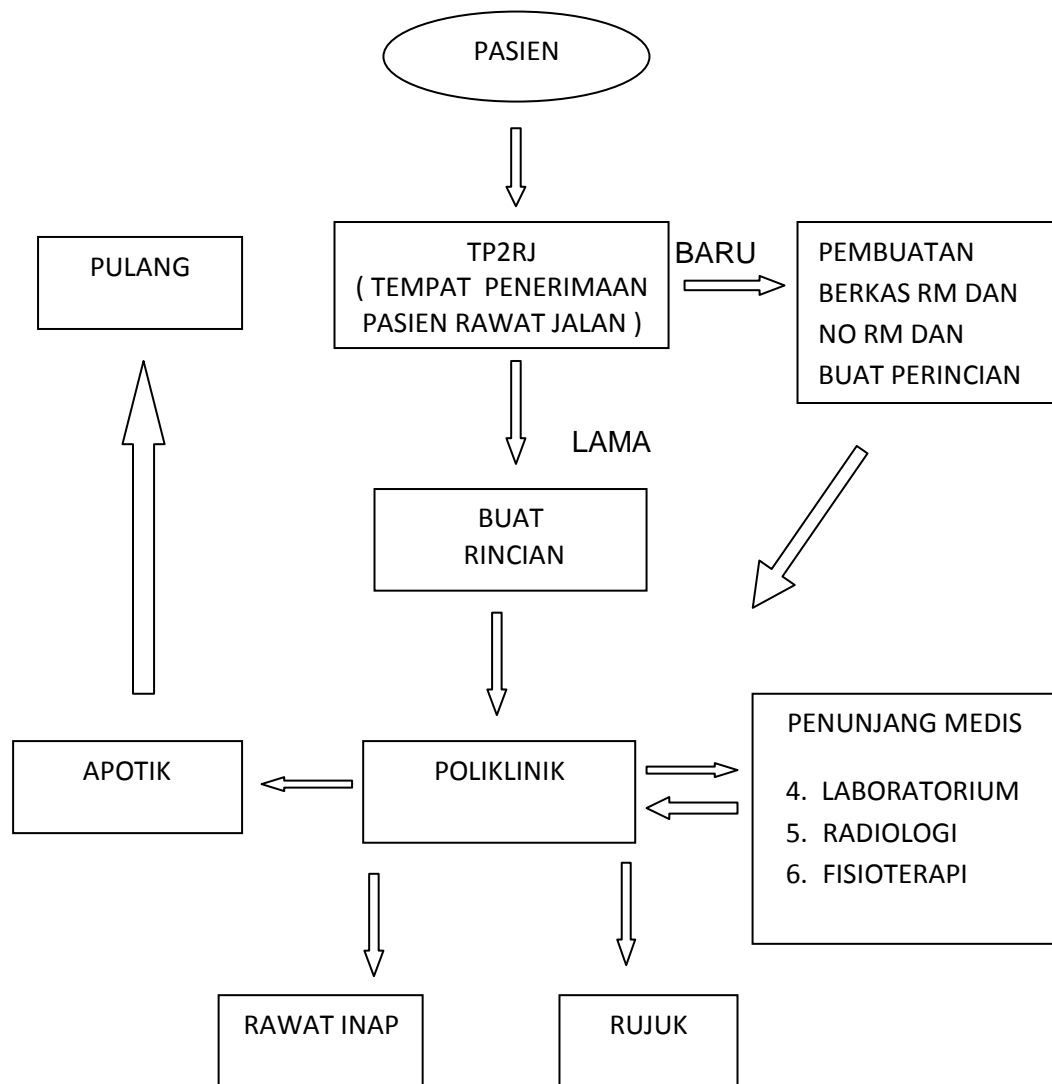 PASIEN
TP2RJ
( TEMPAT PENERIMAAN
PASIEN RAWAT JALAN )
BARU
PEMBUATAN
BERKAS RM DAN
NO RM DAN
BUAT PERINCIAN
PULANG
LAMA
BUAT
RINCIAN
APOTIK
POLIKLINIK
PENUNJANG MEDIS
4. LABORATORIUM
5. RADIOLOGI
6. FISIOTERAPI
RAWAT INAP
RUJUK